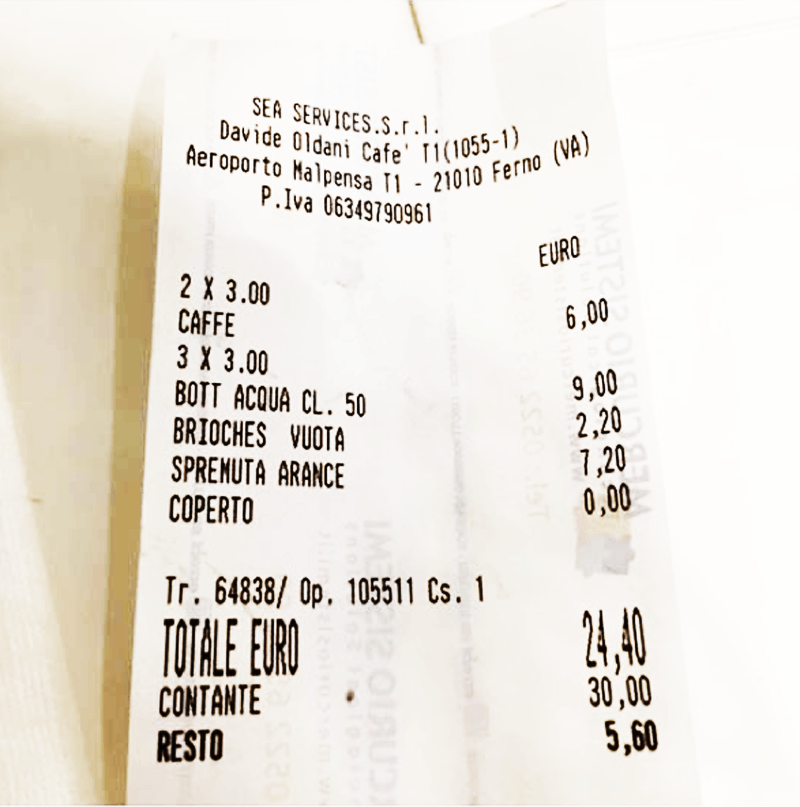 SEA SERVICES.S.r.l.
Davide Oldani Cafe' T1(1055-1)
Aeroporto Malpensa T1 - 21010 Ferno (VA)
P.Iva 06349790961
EURO
2 X 3.00
CAFFE 6,00
3 X 3.00
BOTT ACQUA CL. 50 9,00
BRIOCHES VUOTA 2,20
SPREMUTA ARANCE 7,20
COPERTO 0,00
Tr. 64838/ Op. 105511 Cs. 1
TOTALE EURO 24,40
CONTANTE 30,00
RESTO 5,60